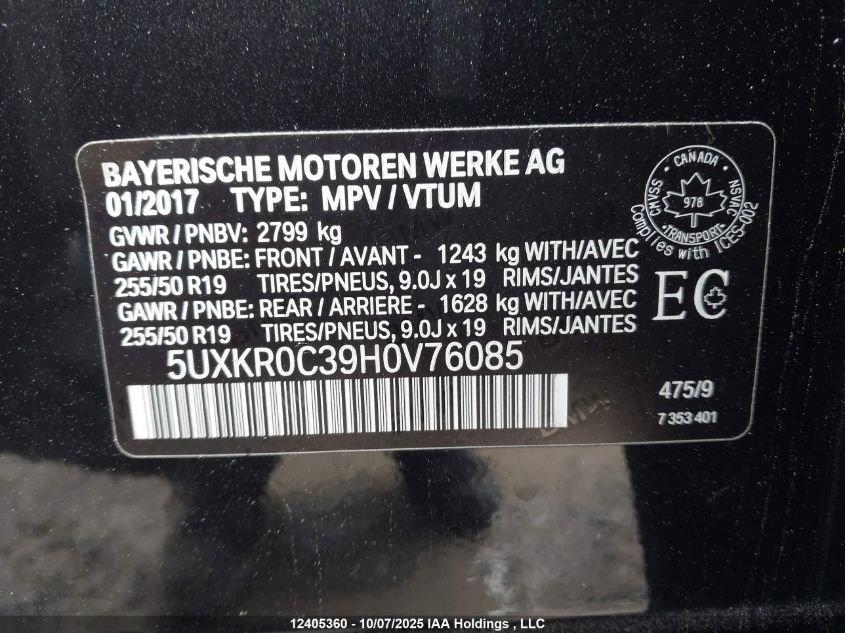 BAYERISCHE MOTOREN WERKE AG
01/2017 TYPE: MPV / VTUM
GVWR / PNBV: 2799 kg
GAWR / PNBE: FRONT / AVANT - 1243 kg WITH/AVEC
255/50 R19 TIRES/PNEUS, 9.0J x 19 RIMS/JANTES
GAWR / PNBE: REAR / ARRIERE - 1628 kg WITH/AVEC
255/50 R19 TIRES/PNEUS, 9.0J x 19 RIMS/JANTES
5UXKR0C39H0V76085
CANADA
CMVSS
NSVAC
978
TRANSPORT
Complies with ICES-002
EC
475/9
7 353 401
BMW
12405360 - 10/07/2025 IAA Holdings , LLC